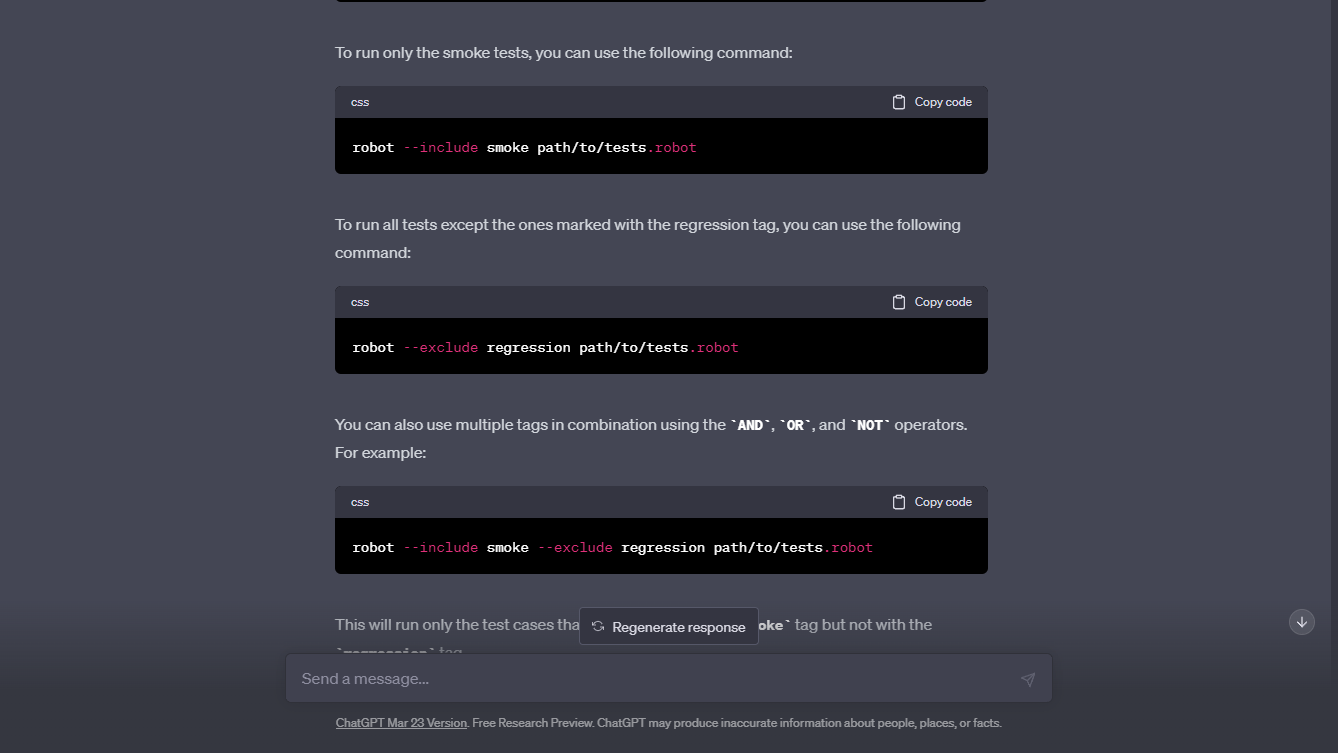 To run only the smoke tests, you can use the following command:
css
Copy code
robot --include smoke path/to/tests.robot
To run all tests except the ones marked with the regression tag, you can use the following
command:
css
Copy code
robot --exclude regression path/to/tests.robot
You can also use multiple tags in combination using the `AND`, `OR`, and `NOT` operators.
For example:
css
Copy code
robot --include smoke --exclude regression path/to/tests.robot
This will run only the test cases tha
Regenerate response
oke` tag but not with the
`regression` tag
Send a message...
ChatGPT Mar 23 Version. Free Research Preview. ChatGPT may produce inaccurate information about people, places, or facts.